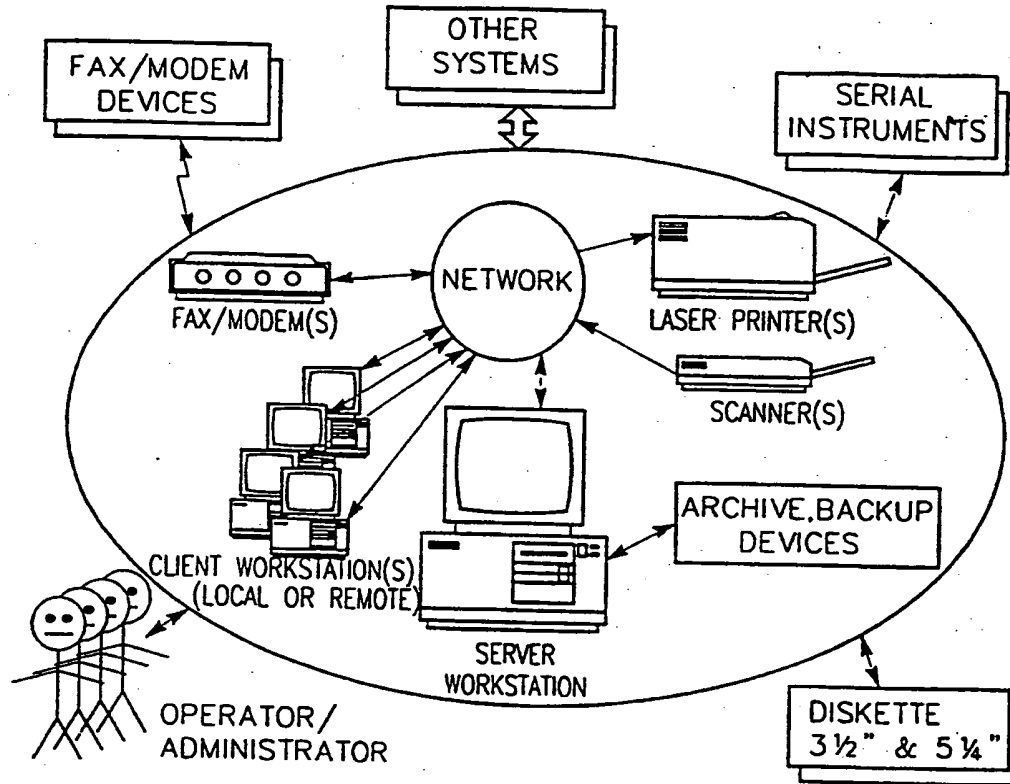 OTHER
SYSTEMS
FAX/MODEM
DEVICES
SERIAL
INSTRUMENTS
NETWORK
FAX/MODEM(S)
LASER PRINTER(S)
SCANNER(S)
ARCHIVE,BACKUP
DEVICES
CLIENT WORKSTATION(S)
(LOCAL OR REMOTE)
SERVER
WORKSTATION
OPERATOR/
ADMINISTRATOR
DISKETTE
3½" & 5¼"